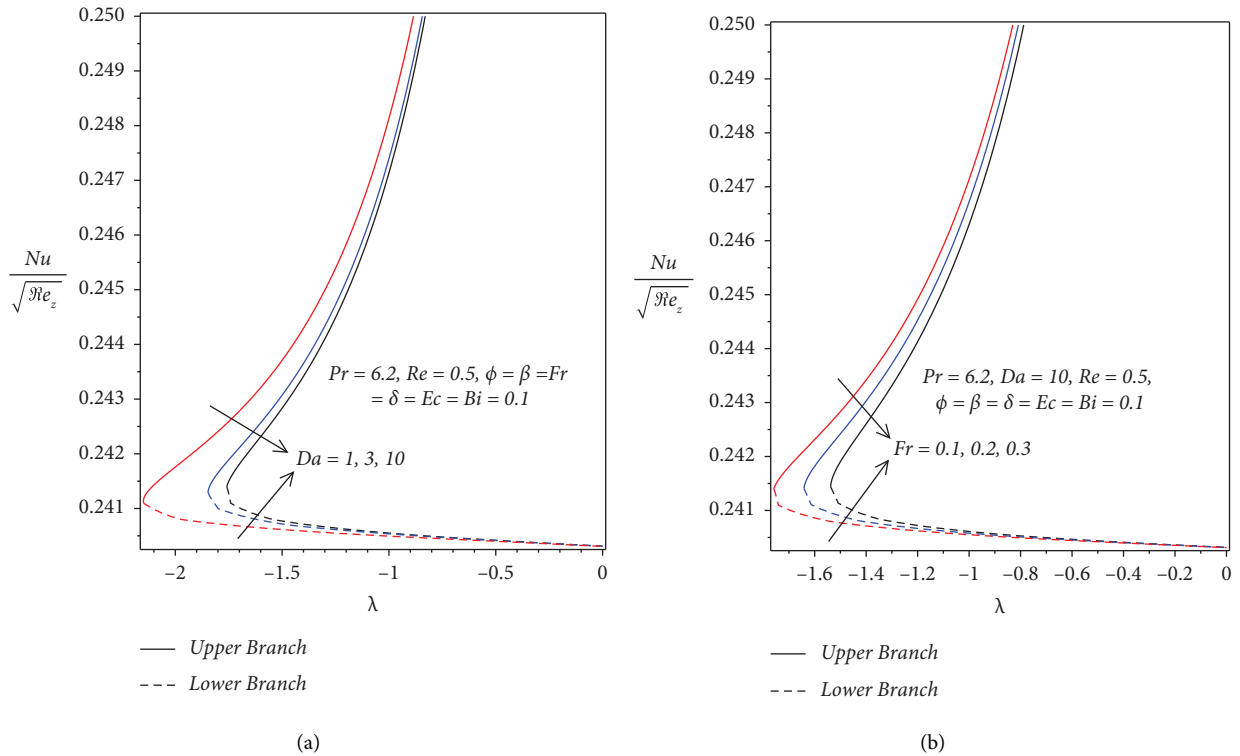 0.250
0.249
0.248
0.247
0.246
0.245
0.244
0.243
0.242
0.241
Nu
√ℜe_z
Pr = 6.2, Re = 0.5, ϕ = β =Fr
= δ = Ec = Bi = 0.1
Da = 1, 3, 10
−2 −1.5 −1 −0.5 0
λ
Upper Branch
Lower Branch
(a)
0.250
0.249
0.248
0.247
0.246
0.245
0.244
0.243
0.242
0.241
Nu
√ℜe_z
Pr = 6.2, Da = 10, Re = 0.5,
ϕ = β = δ = Ec = Bi = 0.1
Fr = 0.1, 0.2, 0.3
−1.6 −1.4 −1.2 −1 −0.8 −0.6 −0.4 −0.2 0
λ
Upper Branch
Lower Branch
(b)